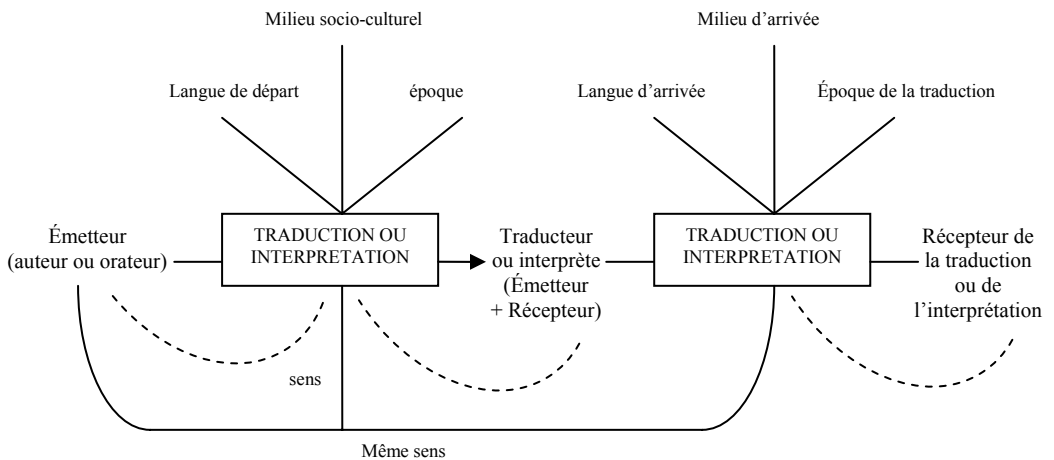 Milieu socio-culturel
Milieu d’arrivée
Langue de départ
époque
Langue d’arrivée
Époque de la traduction
Émetteur
(auteur ou orateur)
TRADUCTION OU
INTERPRETATION
Traducteur
ou interprète
(Émetteur
+ Récepteur)
TRADUCTION OU
INTERPRETATION
Récepteur de
la traduction
ou de
l’interprétation
sens
Même sens